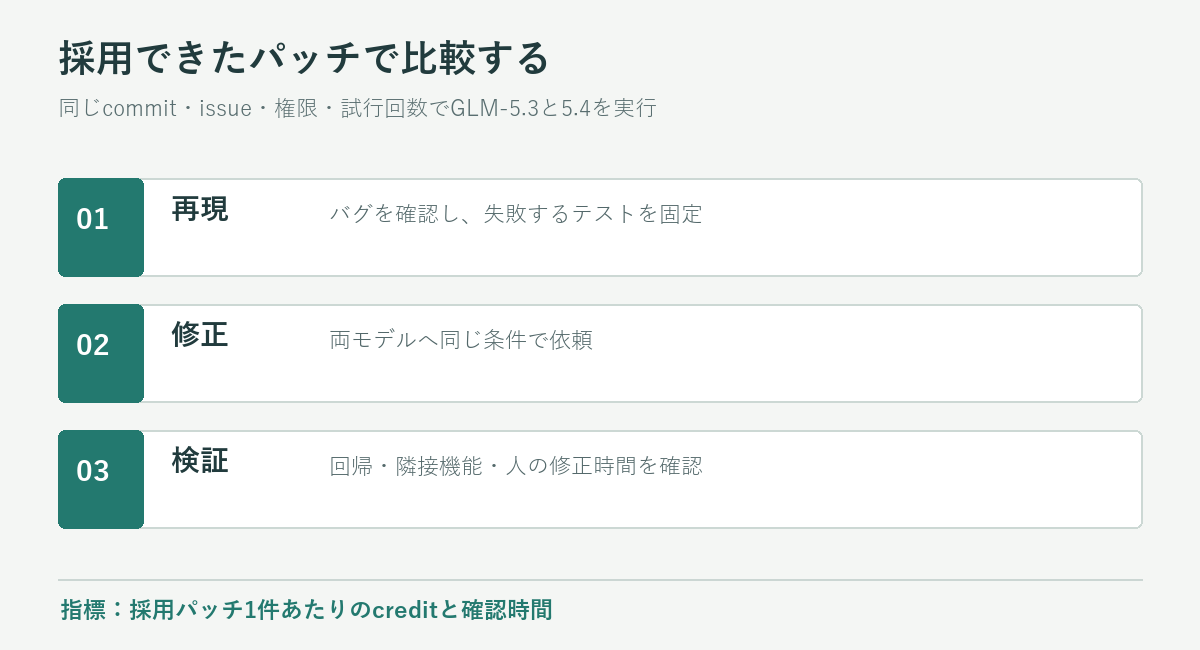 採用できたパッチで比較する
同じcommit・issue・権限・試行回数でGLM-5.3と5.4を実行
01
再現
バグを確認し、失敗するテストを固定
02
修正
両モデルへ同じ条件で依頼
03
検証
回帰・隣接機能・人の修正時間を確認
指標：採用パッチ1件あたりのcreditと確認時間